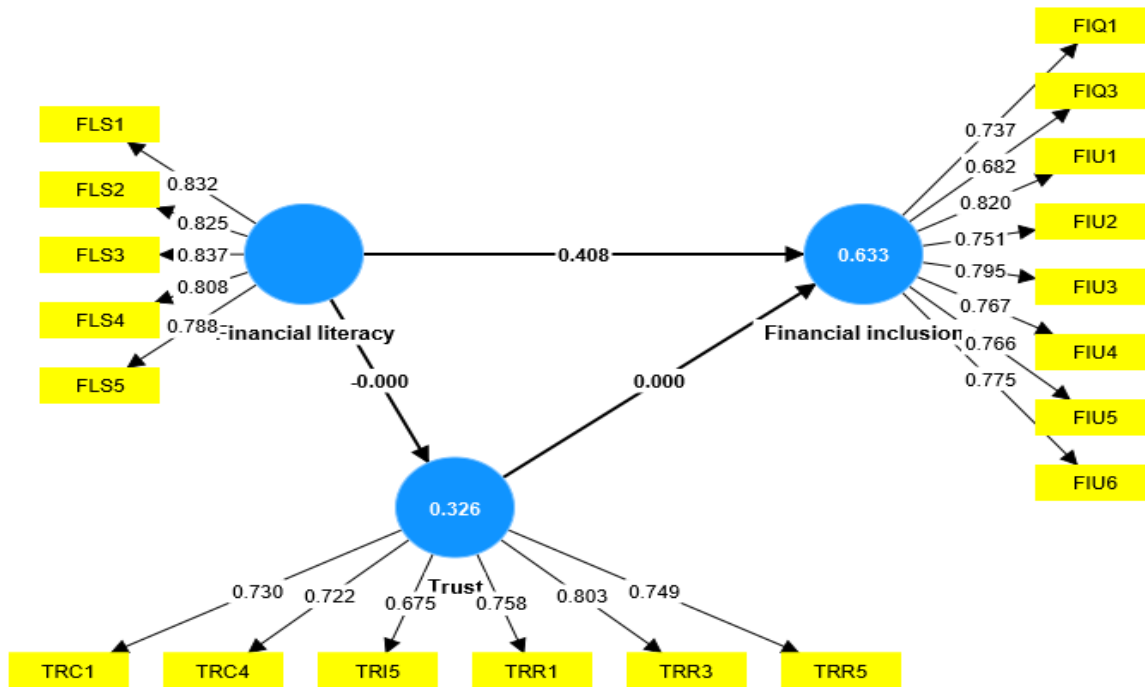 FIQ1
FIQ3
FIU1
FIU2
FIU3
FIU4
FIU5
FIU6
0.737
0.682
0.820
0.751
0.795
0.767
0.766
0.775
FLS1
FLS2
FLS3
FLS4
FLS5
0.832
0.825
0.837
0.808
0.788
Financial literacy
0.408
0.633
Financial inclusion
-0.000
0.000
0.326
Trust
0.730
0.722
0.675
0.758
0.803
0.749
TRC1
TRC4
TRI5
TRR1
TRR3
TRR5